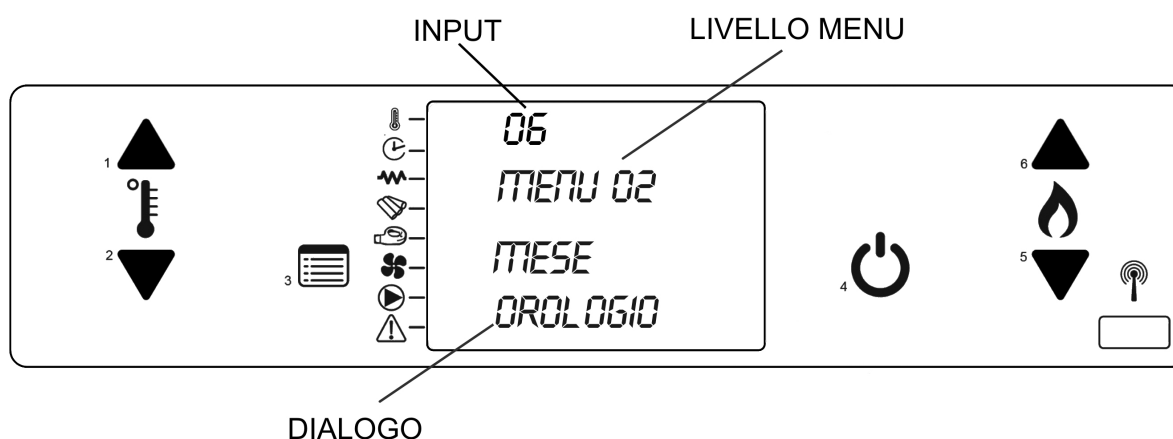 INPUT
LIVELLO MENU
06
MENU 02
MESE
OROLOGIO
1
2
3
4
6
5
DIALOGO